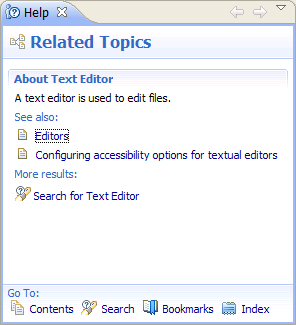 Help
Related Topics
About Text Editor
A text editor is used to edit files.
See also:
Editors
Configuring accessibility options for textual editors
More results:
Search for Text Editor
Go To:
Contents Search Bookmarks Index